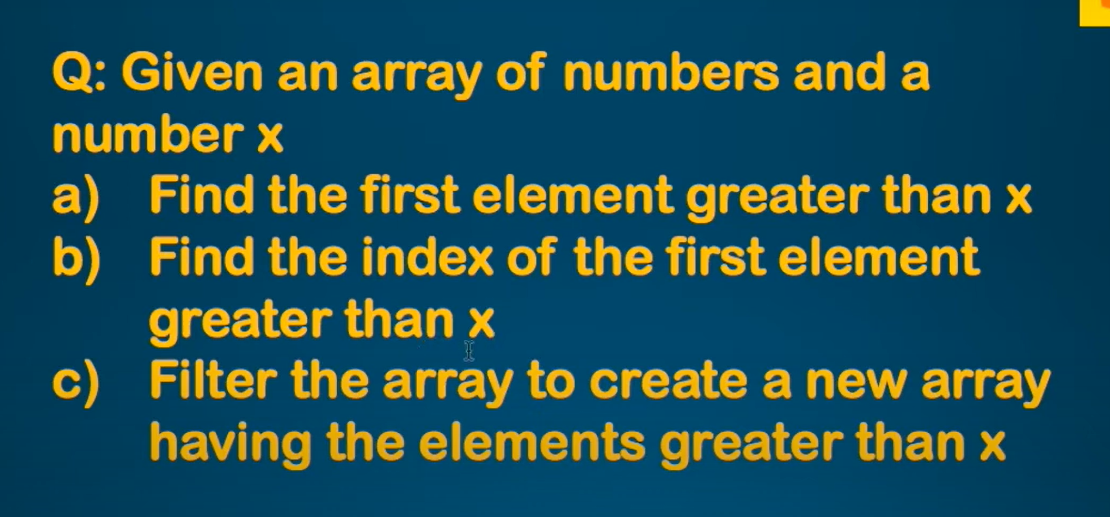 Q: Given an array of numbers and a
number x
a) Find the first element greater than x
b) Find the index of the first element
greater than x
c) Filter the array to create a new array
having the elements greater than x